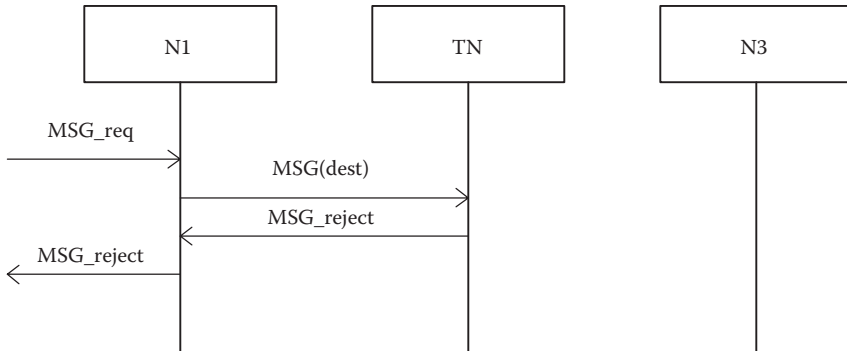 N1
TN
N3
MSG_req
MSG(dest)
MSG_reject
MSG_reject